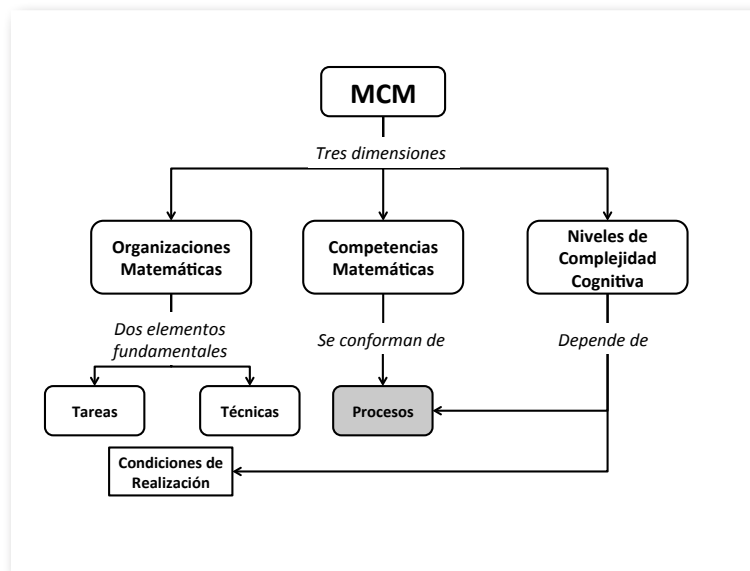 MCM
Tres dimensiones
Organizaciones
Matemáticas
Competencias
Matemáticas
Niveles de
Complejidad
Cognitiva
Dos elementos
fundamentales
Se conforman de
Depende de
Tareas
Técnicas
Procesos
Condiciones de
Realización